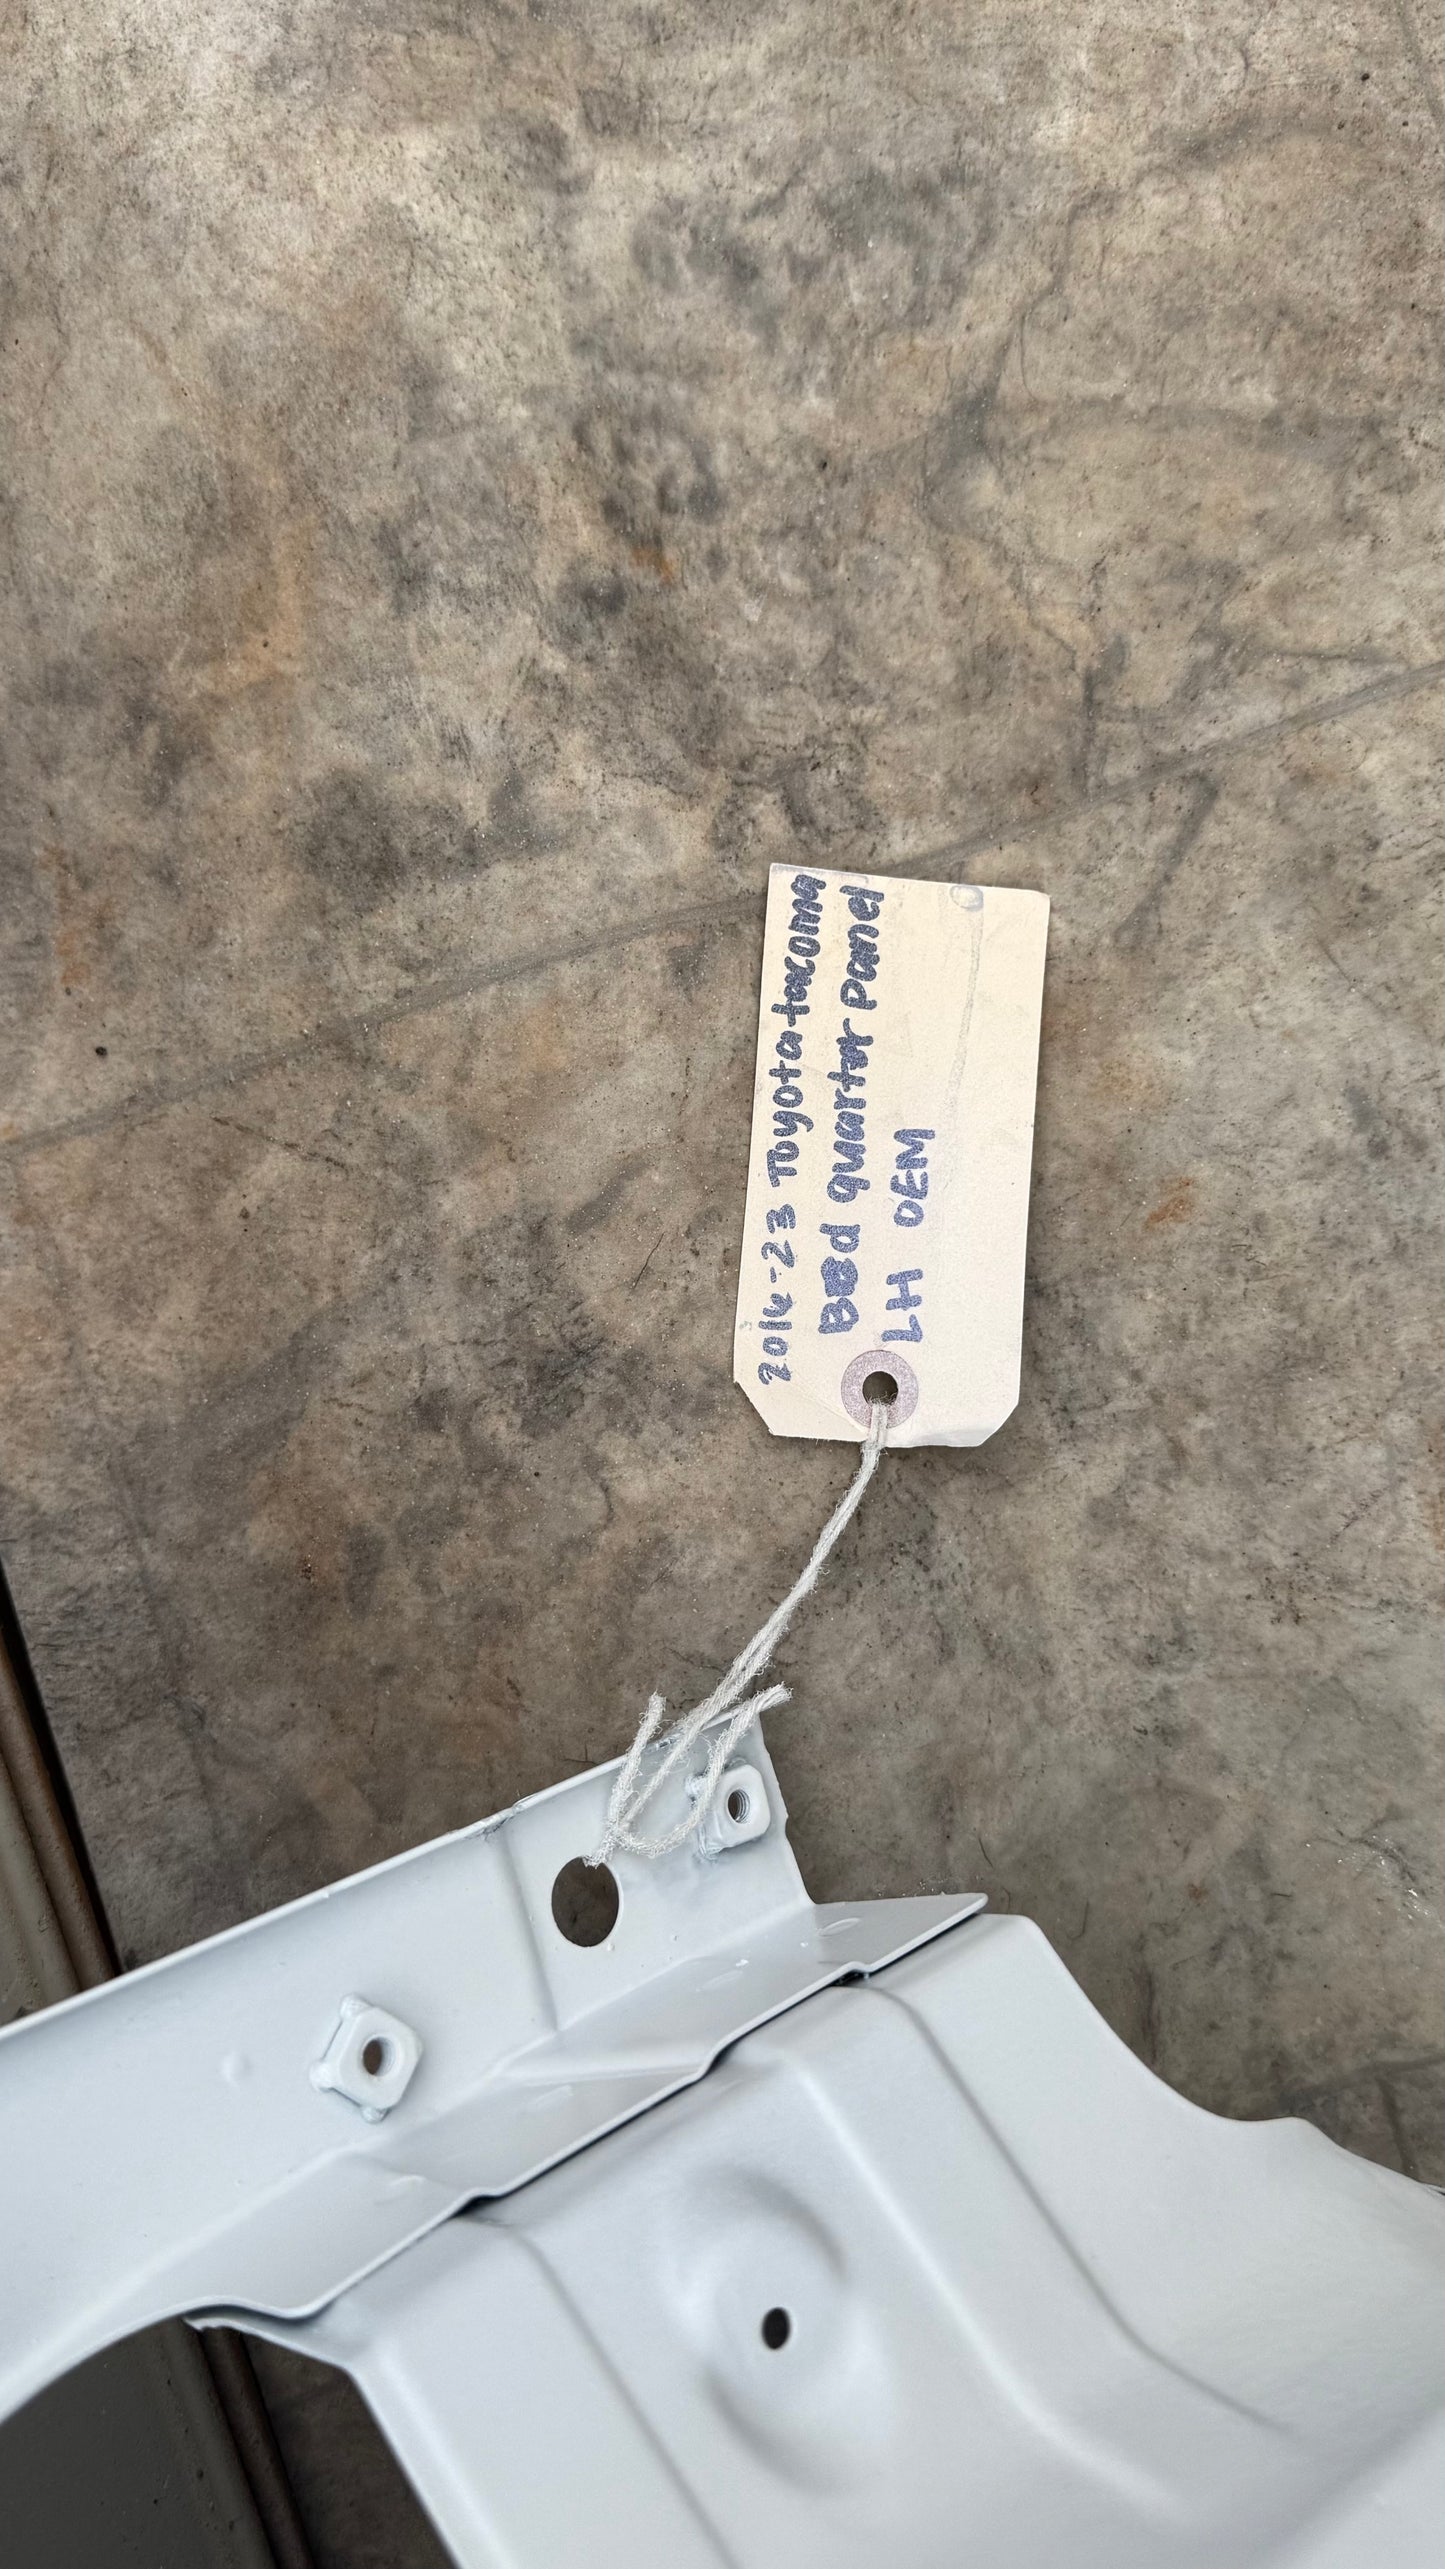 2016-23 Toyota tacoma
Bed quarter panel
LH OEM